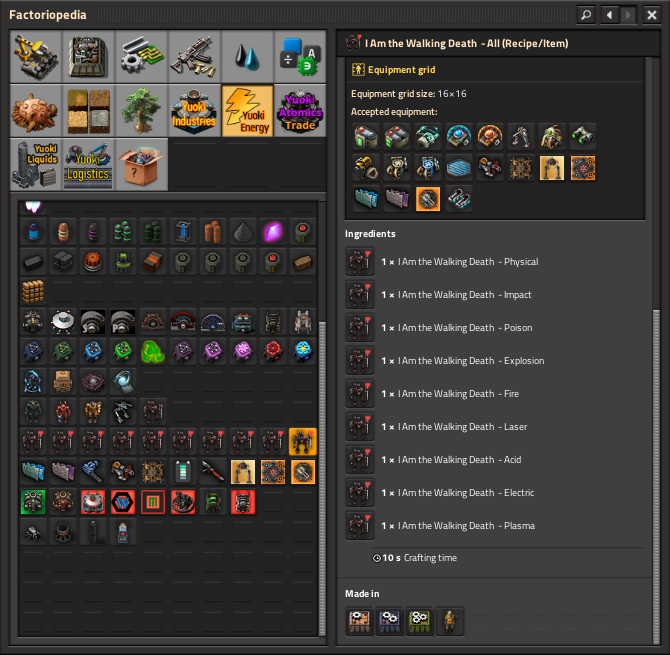 Factoriopedia
I Am the Walking Death - All (Recipe/Item)
Equipment grid
Equipment grid size: 16×16
Accepted equipment:
A
Yuoki
Industries
Yuoki
Energy
Yuoki
Atomics
Trade
Yuoki
Liquids
Yuoki
Logistics
?
Ingredients
1 × I Am the Walking Death - Physical
1 × I Am the Walking Death - Impact
1 × I Am the Walking Death - Poison
1 × I Am the Walking Death - Explosion
1 × I Am the Walking Death - Fire
1 × I Am the Walking Death - Laser
1 × I Am the Walking Death - Acid
1 × I Am the Walking Death - Electric
1 × I Am the Walking Death - Plasma
10 s Crafting time
Made in